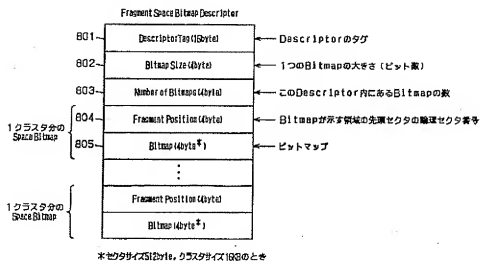 Fragment Space Bitmap Descriptor
801 DescriptorTag(16byte) Descriptorのタグ
802 Bitmap Size(4byte) 1つのBitmapの大きさ(ビット数)
803 Number of Bitmaps(4byte) このDescriptor内にあるBitmapの数
804 Fragment Position(4byte) Bitmapが示す領域の先頭セクタの論理セクタ番号
1クラスタ分の
Space Bitmap
805 Bitmap(4byte*) ビットマップ
⋮
Fragment Position(4byte)
1クラスタ分の
Space Bitmap
Bitmap(4byte*)
*セクタサイズ512byte,クラスタサイズ16KBのとき